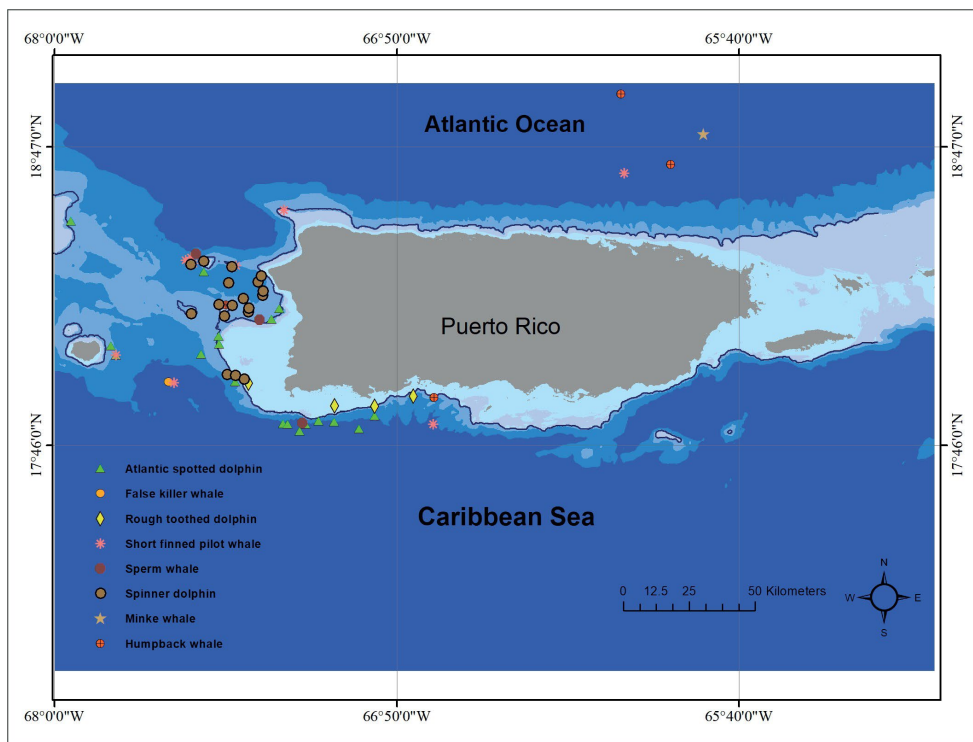 68°0'0"W
66°50'0"W
65°40'0"W
18°47'0"N
18°47'0"N
Atlantic Ocean
Puerto Rico
17°46'0"N
17°46'0"N
Atlantic spotted dolphin
False killer whale
Rough toothed dolphin
Short finned pilot whale
Sperm whale
Spinner dolphin
Minke whale
Humpback whale
Caribbean Sea
0 12.5 25 50 Kilometers
N
W E
S
68°0'0"W
66°50'0"W
65°40'0"W